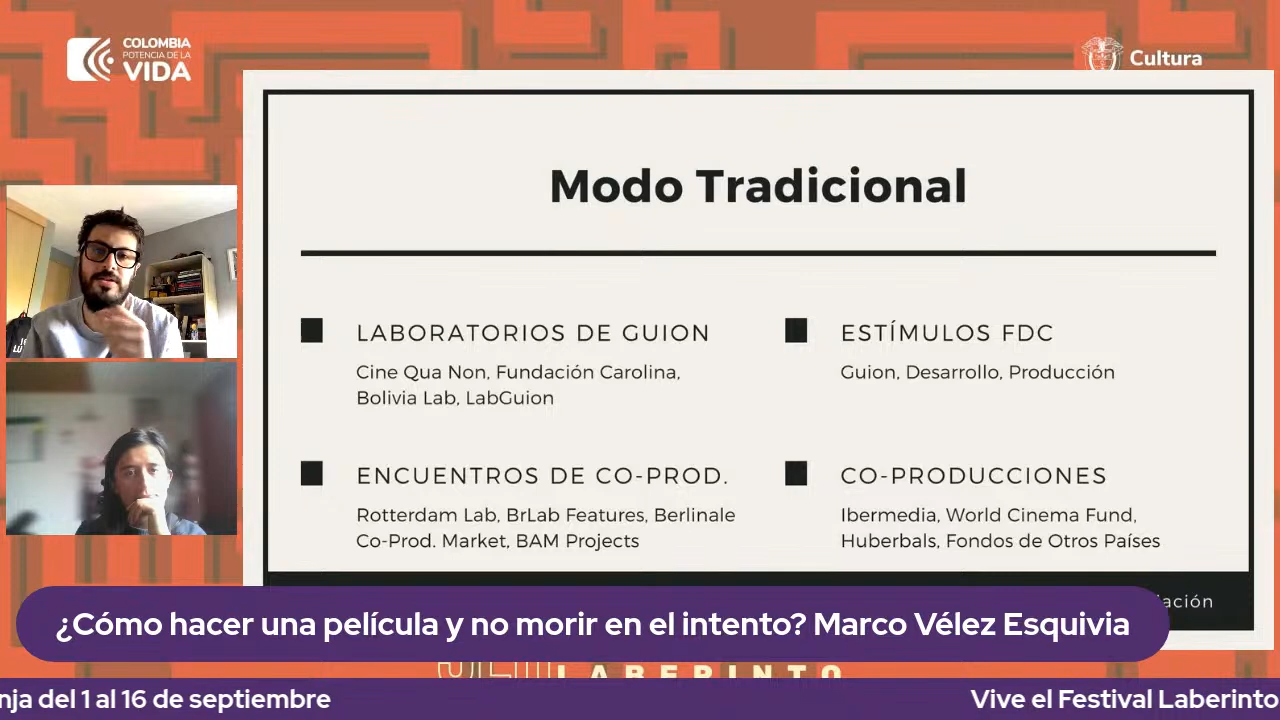 COLOMBIA
POTENCIA DE LA
VIDA
Cultura
Modo Tradicional
LABORATORIOS DE GUION
Cine Qua Non, Fundación Carolina,
Bolivia Lab, LabGuion
ESTÍMULOS FDC
Guion, Desarrollo, Producción
ENCUENTROS DE CO-PROD.
Rotterdam Lab, BrLab Features, Berlinale
Co-Prod. Market, BAM Projects
CO-PRODUCCIONES
Ibermedia, World Cinema Fund,
Huberbals, Fondos de Otros Países
iación
¿Cómo hacer una película y no morir en el intento? Marco Vélez Esquivia
LABERINTO
nja del 1 al 16 de septiembre
Vive el Festival Laberinto